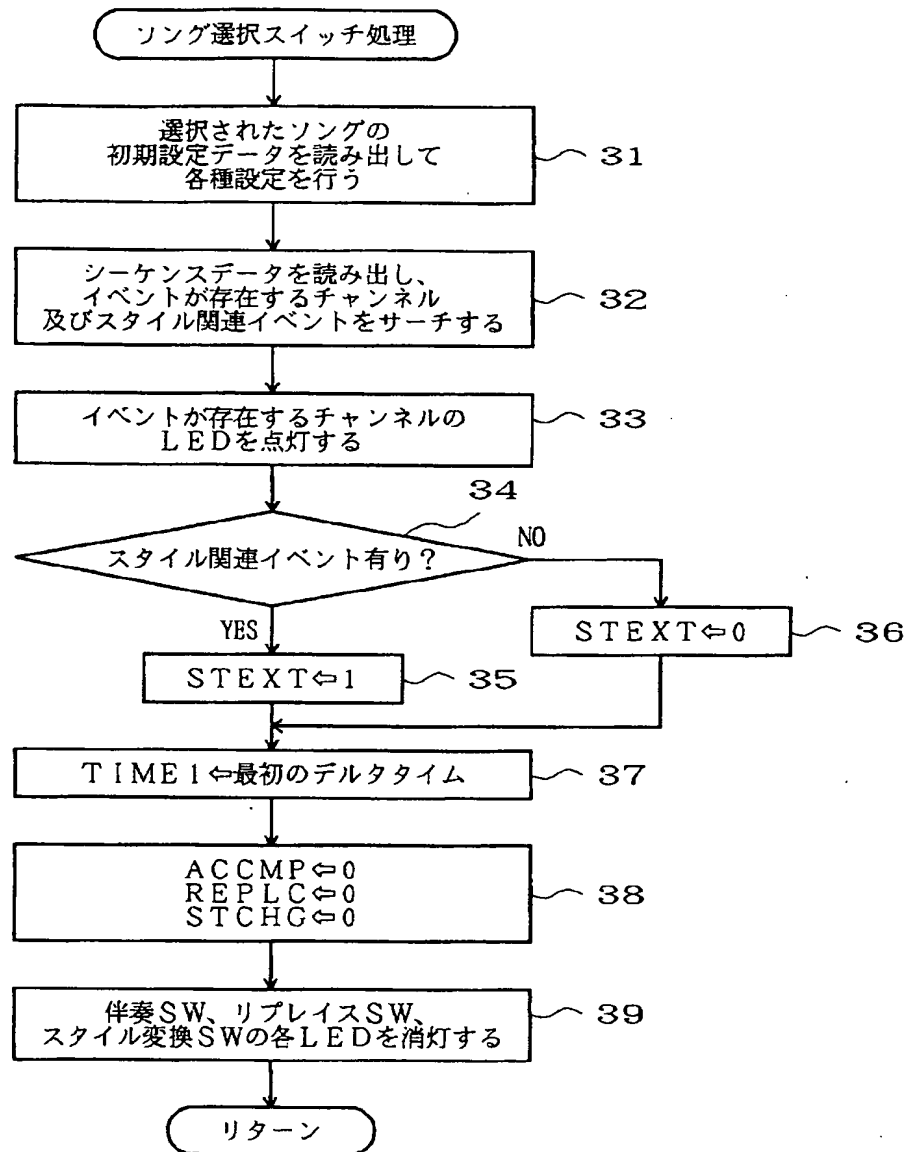 ソング選択スイッチ処理
選択されたソングの
初期設定データを読み出して
各種設定を行う
31
シーケンスデータを読み出し、
イベントが存在するチャンネル
及びスタイル関連イベントをサーチする
32
イベントが存在するチャンネルの
LEDを点灯する
33
34
スタイル関連イベント有り?
NO
YES
STEXT⇦0
36
STEXT⇦1
35
TIME1⇦最初のデルタタイム
37
ACCMP⇦0
REPLC⇦0
STCHG⇦0
38
伴奏SW、リプレイスSW、
スタイル変換SWの各LEDを消灯する
39
リターン